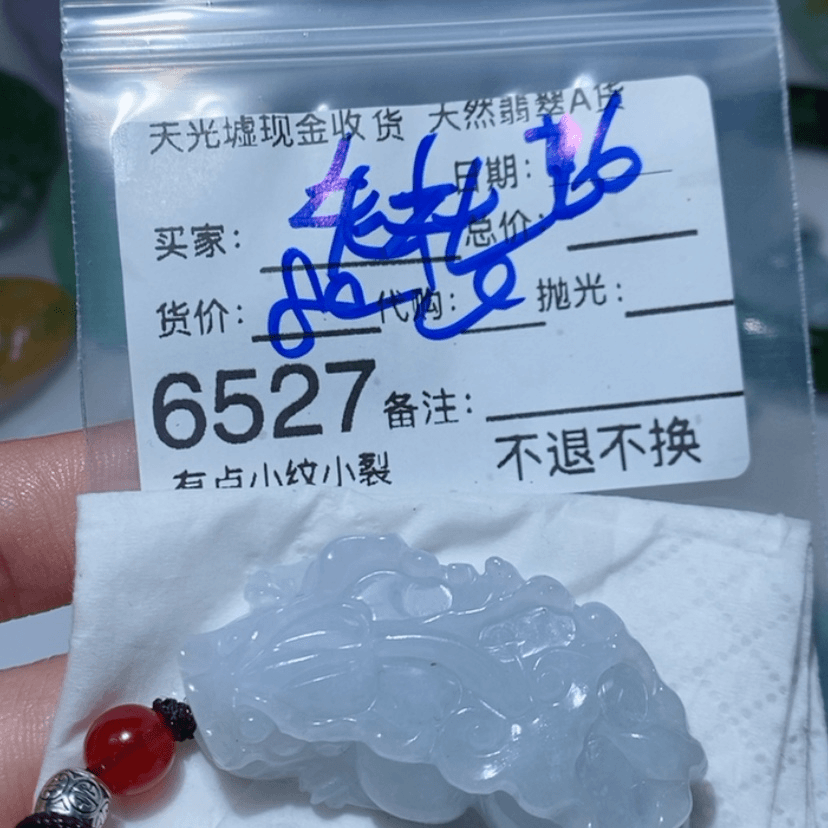 天光墟现金收货 天然翡翠A货
日期：
买家： 总价：
货价： 代购： 抛光：
6527 备注：
有点小纹小裂 不退不换